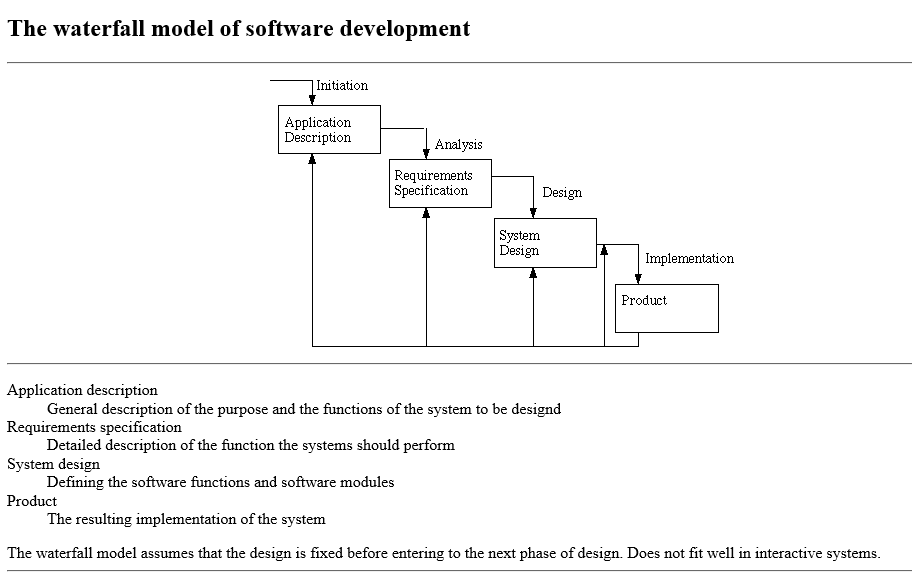 The waterfall model of software development
Initiation
Application
Description
Analysis
Requirements
Specification
Design
System
Design
Implementation
Product
Application description
General description of the purpose and the functions of the system to be designd
Requirements specification
Detailed description of the function the systems should perform
System design
Defining the software functions and software modules
Product
The resulting implementation of the system
The waterfall model assumes that the design is fixed before entering to the next phase of design. Does not fit well in interactive systems.